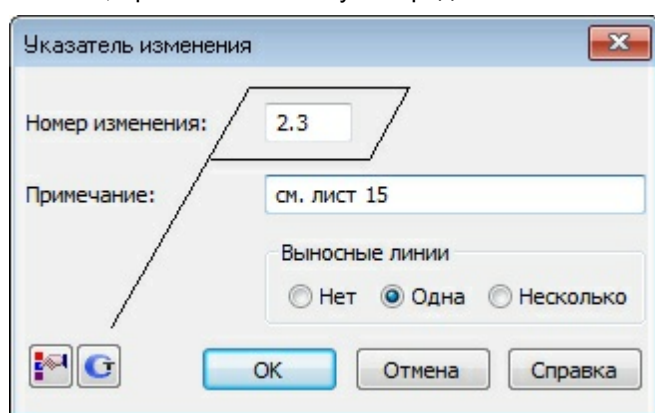 Указатель изменения
Номер изменения: 2.3
Примечание: см. лист 15
Выносные линии
Нет Одна Несколько
OK Отмена Справка